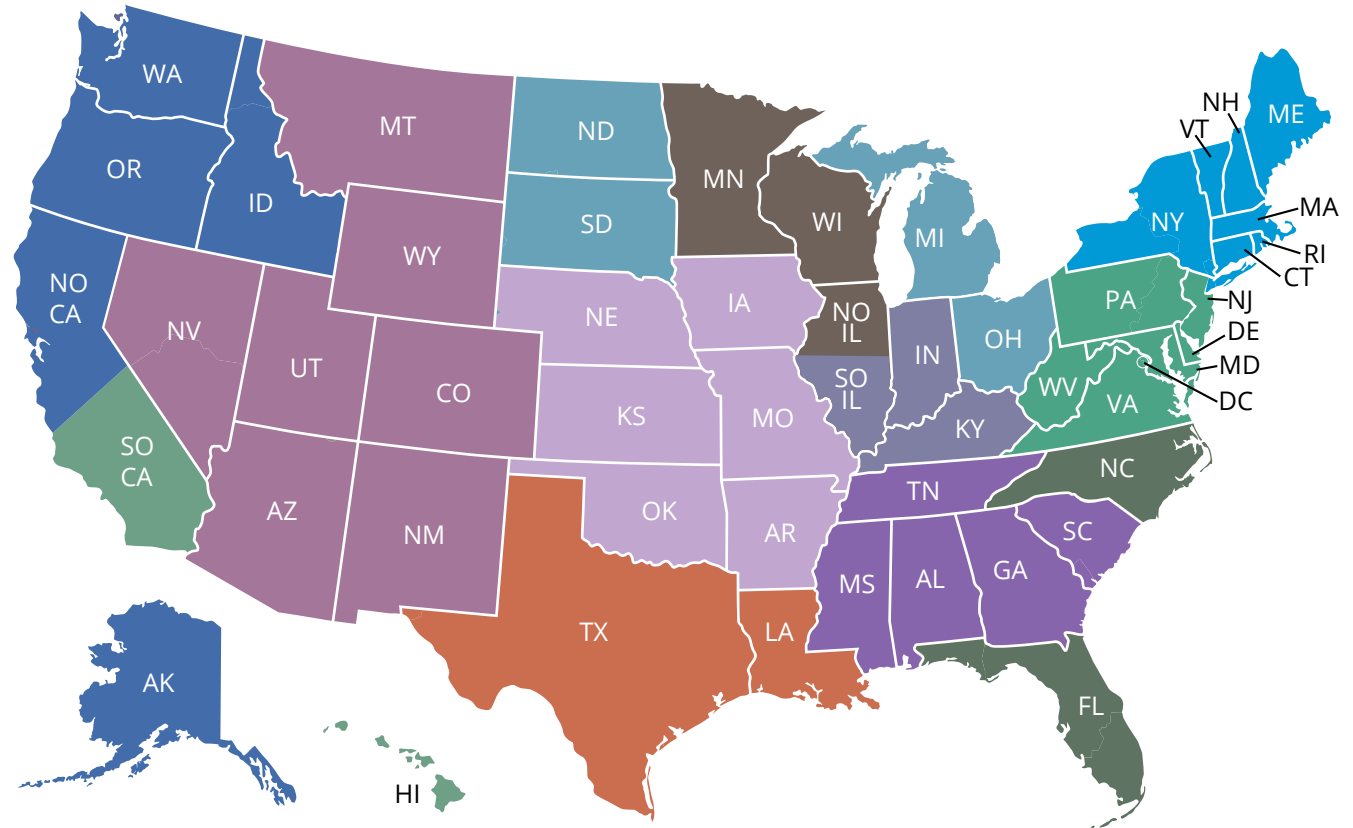 WA
MT
ND
MN
OR
ID
SD
WI
MI
NH
VT
ME
NY
MA
RI
CT
WY
NO
CA
NV
NE
IA
NO
IL
PA
NJ
DE
MD
DC
UT
CO
KS
MO
SO
IL
IN
OH
WV
VA
KY
SO
CA
AZ
NM
OK
AR
TN
NC
SC
MS
AL
GA
TX
LA
FL
AK
HI